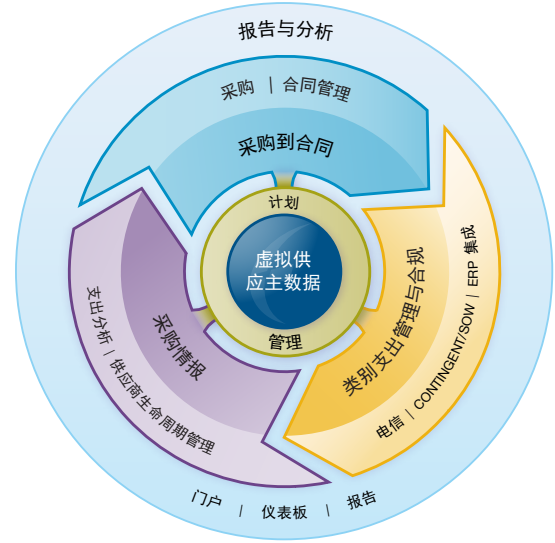 报告与分析
采购 | 合同管理
采购到合同
计划
虚拟供
应主数据
管理
类别支出管理与合规
电信 | CONTINGENT/SOW | ERP 集成
采购情报
支出分析 | 供应商生命周期管理
门户 | 仪表板 | 报告